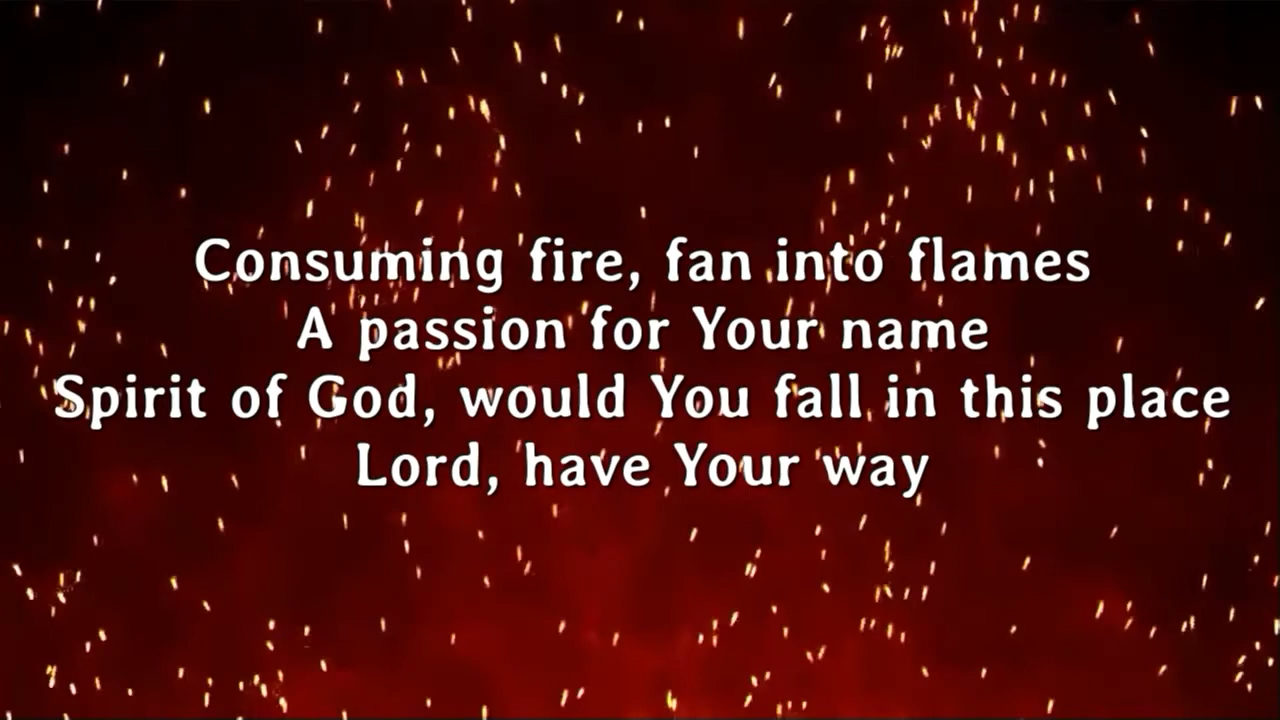 Consuming fire, fan into flames
A passion for Your name
Spirit of God, would You fall in this place
Lord, have Your way